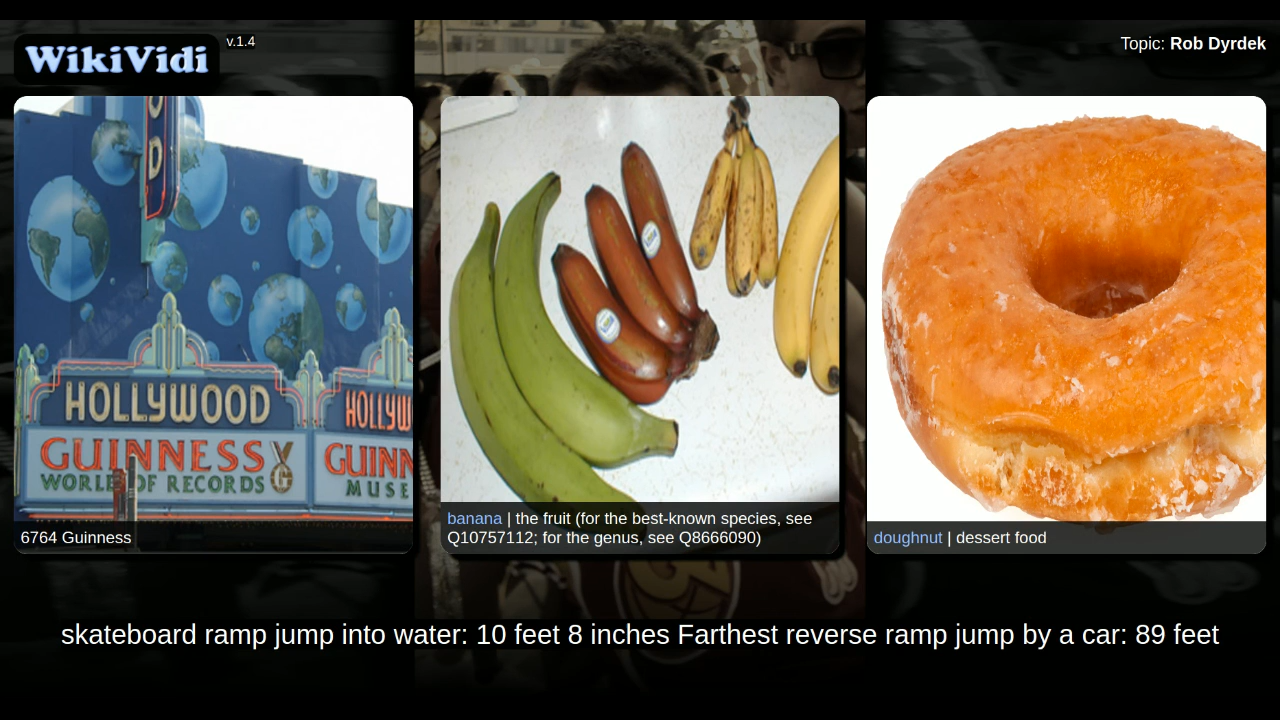 WikiVidi
v.1.4
Topic: Rob Dyrdek
HOLLYWOOD
HOLLYW
GUINNESS
GUINN
WORLD OF RECORDS
MUSE
6764 Guinness
banana | the fruit (for the best-known species, see
Q10757112; for the genus, see Q8666090)
doughnut | dessert food
skateboard ramp jump into water: 10 feet 8 inches Farthest reverse ramp jump by a car: 89 feet